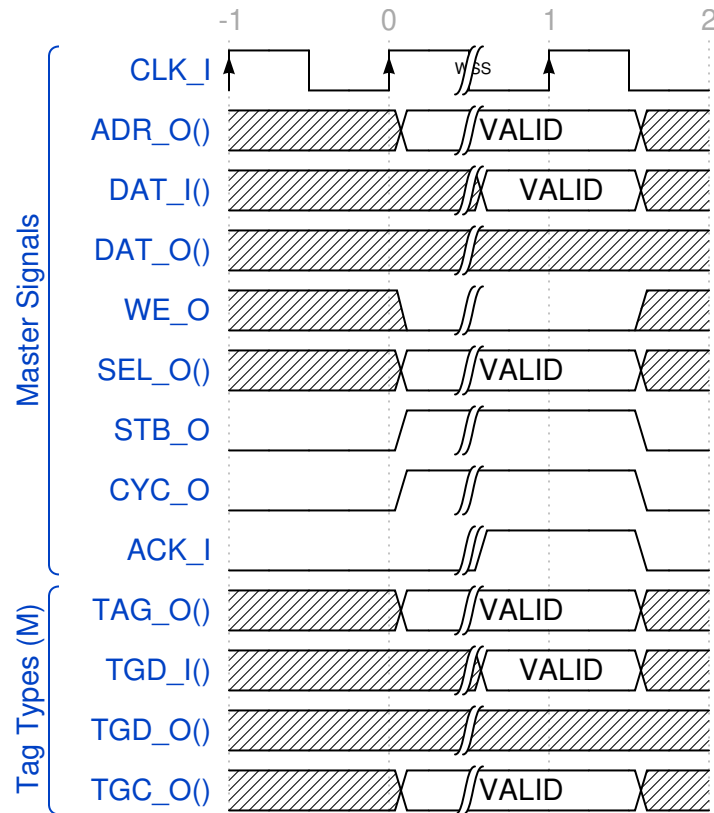 -1 0 1 2
Master Signals
CLK_I
wss
ADR_O() VALID
DAT_I() VALID
DAT_O()
WE_O
SEL_O() VALID
STB_O
CYC_O
ACK_I
Tag Types (M)
TAG_O() VALID
TGD_I() VALID
TGD_O()
TGC_O() VALID